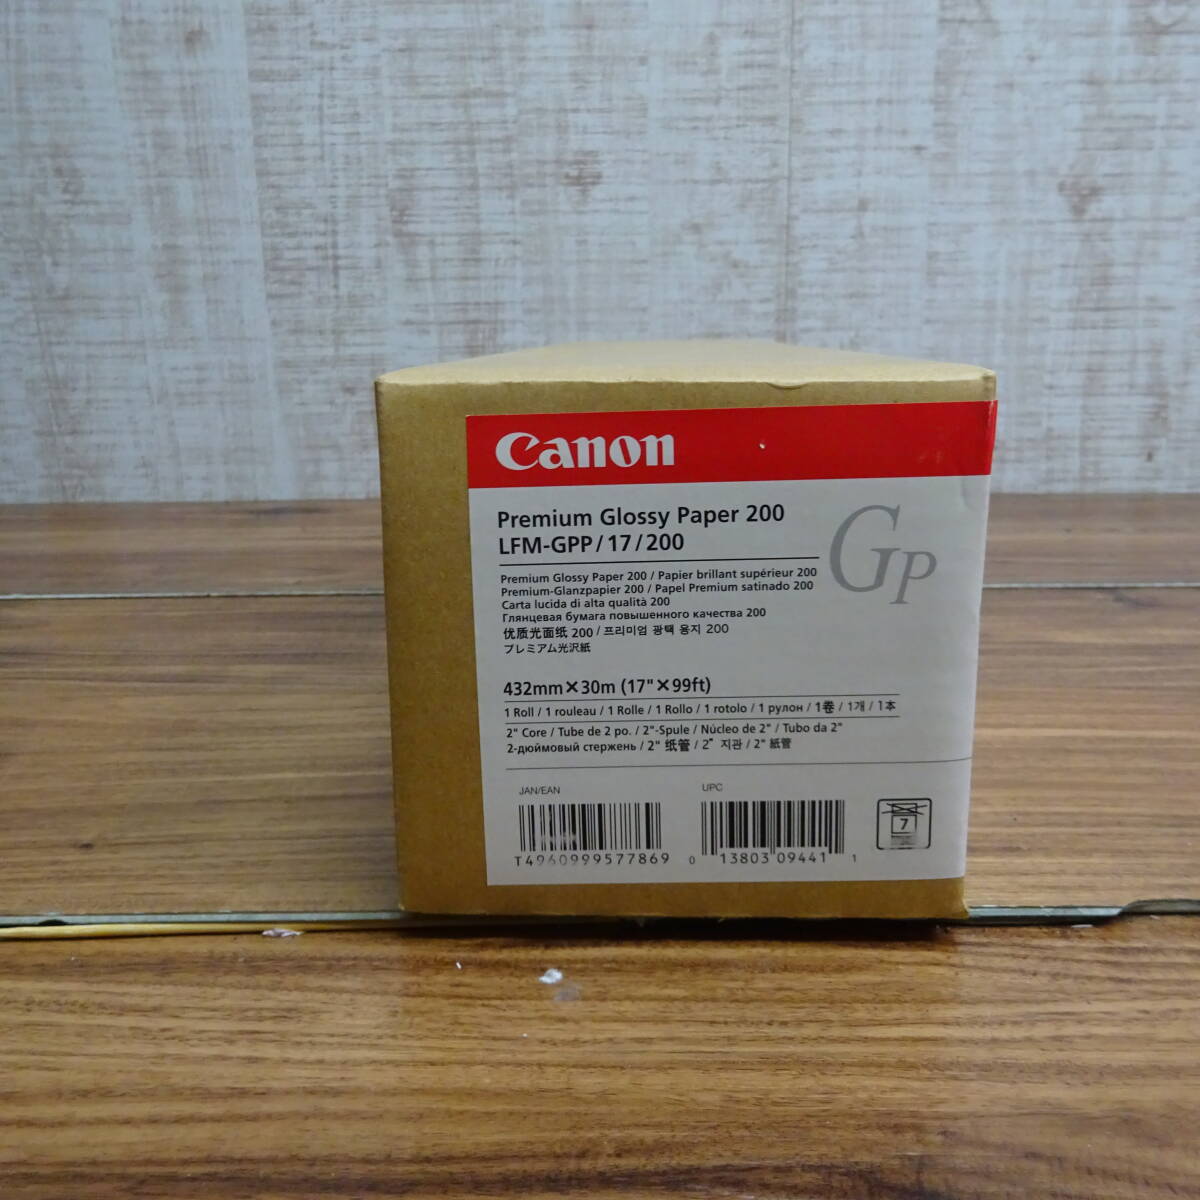 Canon
Premium Glossy Paper 200
LFM-GPP/17/200
Gp
Premium Glossy Paper 200 / Papier brillant supérieur 200
Premium-Glanzpapier 200 / Papel Premium satinado 200
Carta lucida di alta qualità 200
Глянцевая бумага повышенного качества 200
优质光面纸 200 / 프리미엄 광택 용지 200
プレミアム光沢紙
432mm×30m (17"×99ft)
1 Roll / 1 rouleau / 1 Rolle / 1 Rollo / 1 rotolo / 1 рулон / 1卷 / 1개 / 1本
2" Core / Tube de 2 po. / 2"-Spule / Núcleo de 2" / Tubo da 2"
2-дюймовый стержень / 2" 纸管 / 2" 지관 / 2" 紙管
JAN/EAN
UPC
T4960999577869
0 13803 09441 1
7